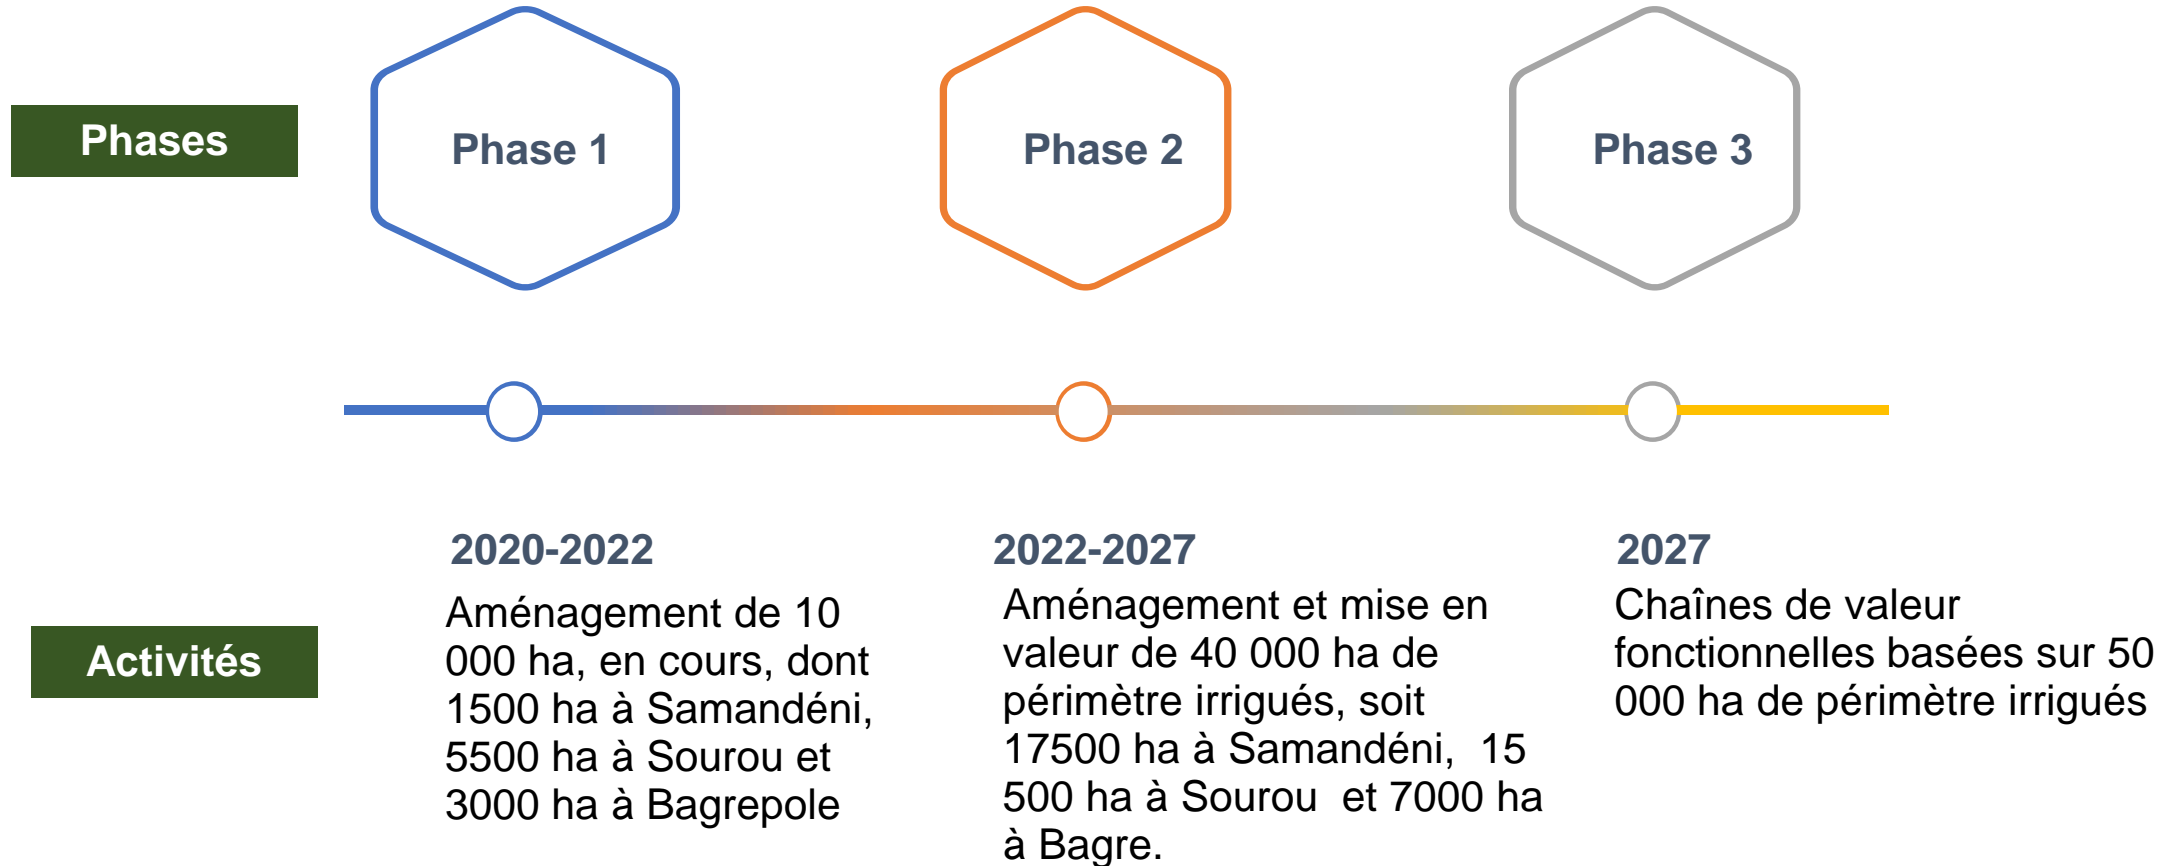 Phases
Phase 1
Phase 2
Phase 3
Activités
2020-2022
Aménagement de 10
000 ha, en cours, dont
1500 ha à Samandéni,
5500 ha à Sourou et
3000 ha à Bagrepole
2022-2027
Aménagement et mise en
valeur de 40 000 ha de
périmètre irrigués, soit
17500 ha à Samandéni, 15
500 ha à Sourou et 7000 ha
à Bagre.
2027
Chaînes de valeur
fonctionnelles basées sur 50
000 ha de périmètre irrigués